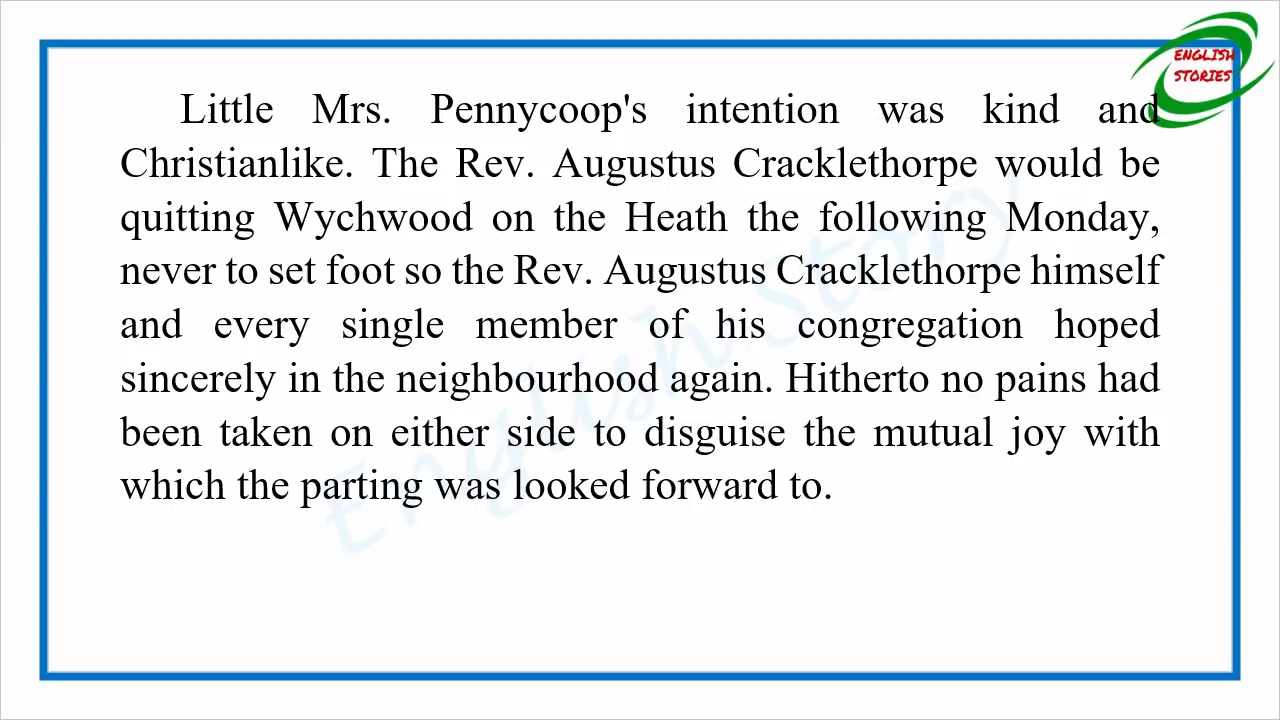 ENGLISH
STORIES
Little Mrs. Pennycoop's intention was kind and
Christianlike. The Rev. Augustus Cracklethorpe would be
quitting Wychwood on the Heath the following Monday,
never to set foot so the Rev. Augustus Cracklethorpe himself
and every single member of his congregation hoped
sincerely in the neighbourhood again. Hitherto no pains had
been taken on either side to disguise the mutual joy with
which the parting was looked forward to.
English Story